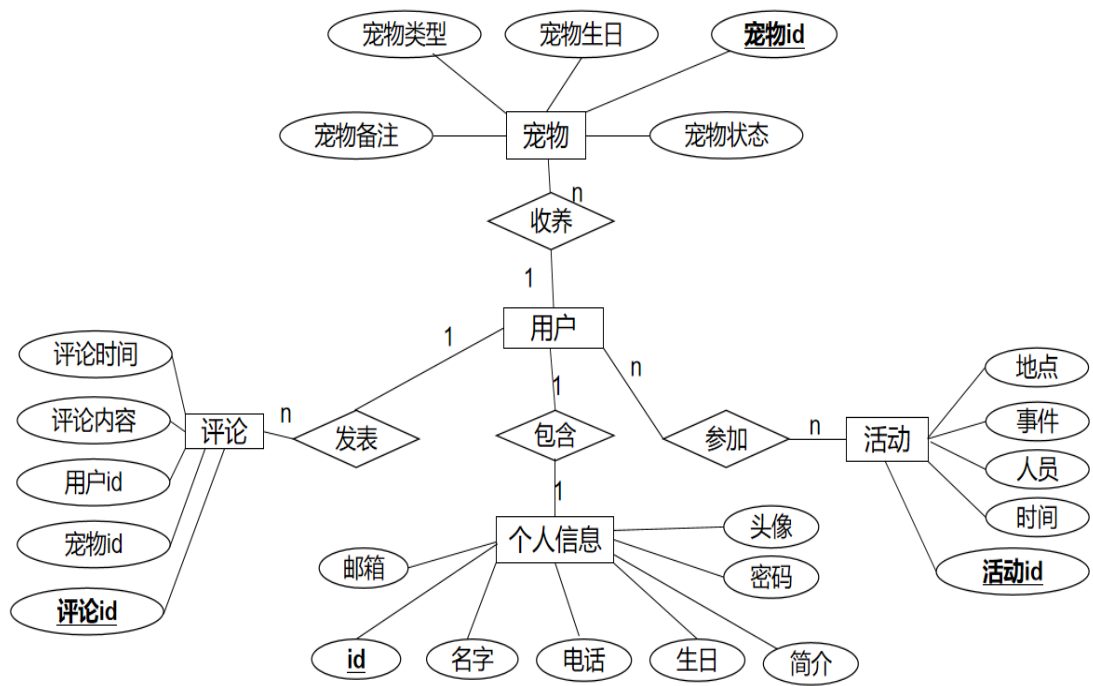 宠物类型
宠物生日
宠物id
宠物备注
宠物
宠物状态
n
收养
1
用户
1
n
1
评论时间
评论内容
用户id
宠物id
评论id
评论
n
发表
包含
参加
n
活动
地点
事件
人员
时间
活动id
1
个人信息
头像
密码
邮箱
id
名字
电话
生日
简介